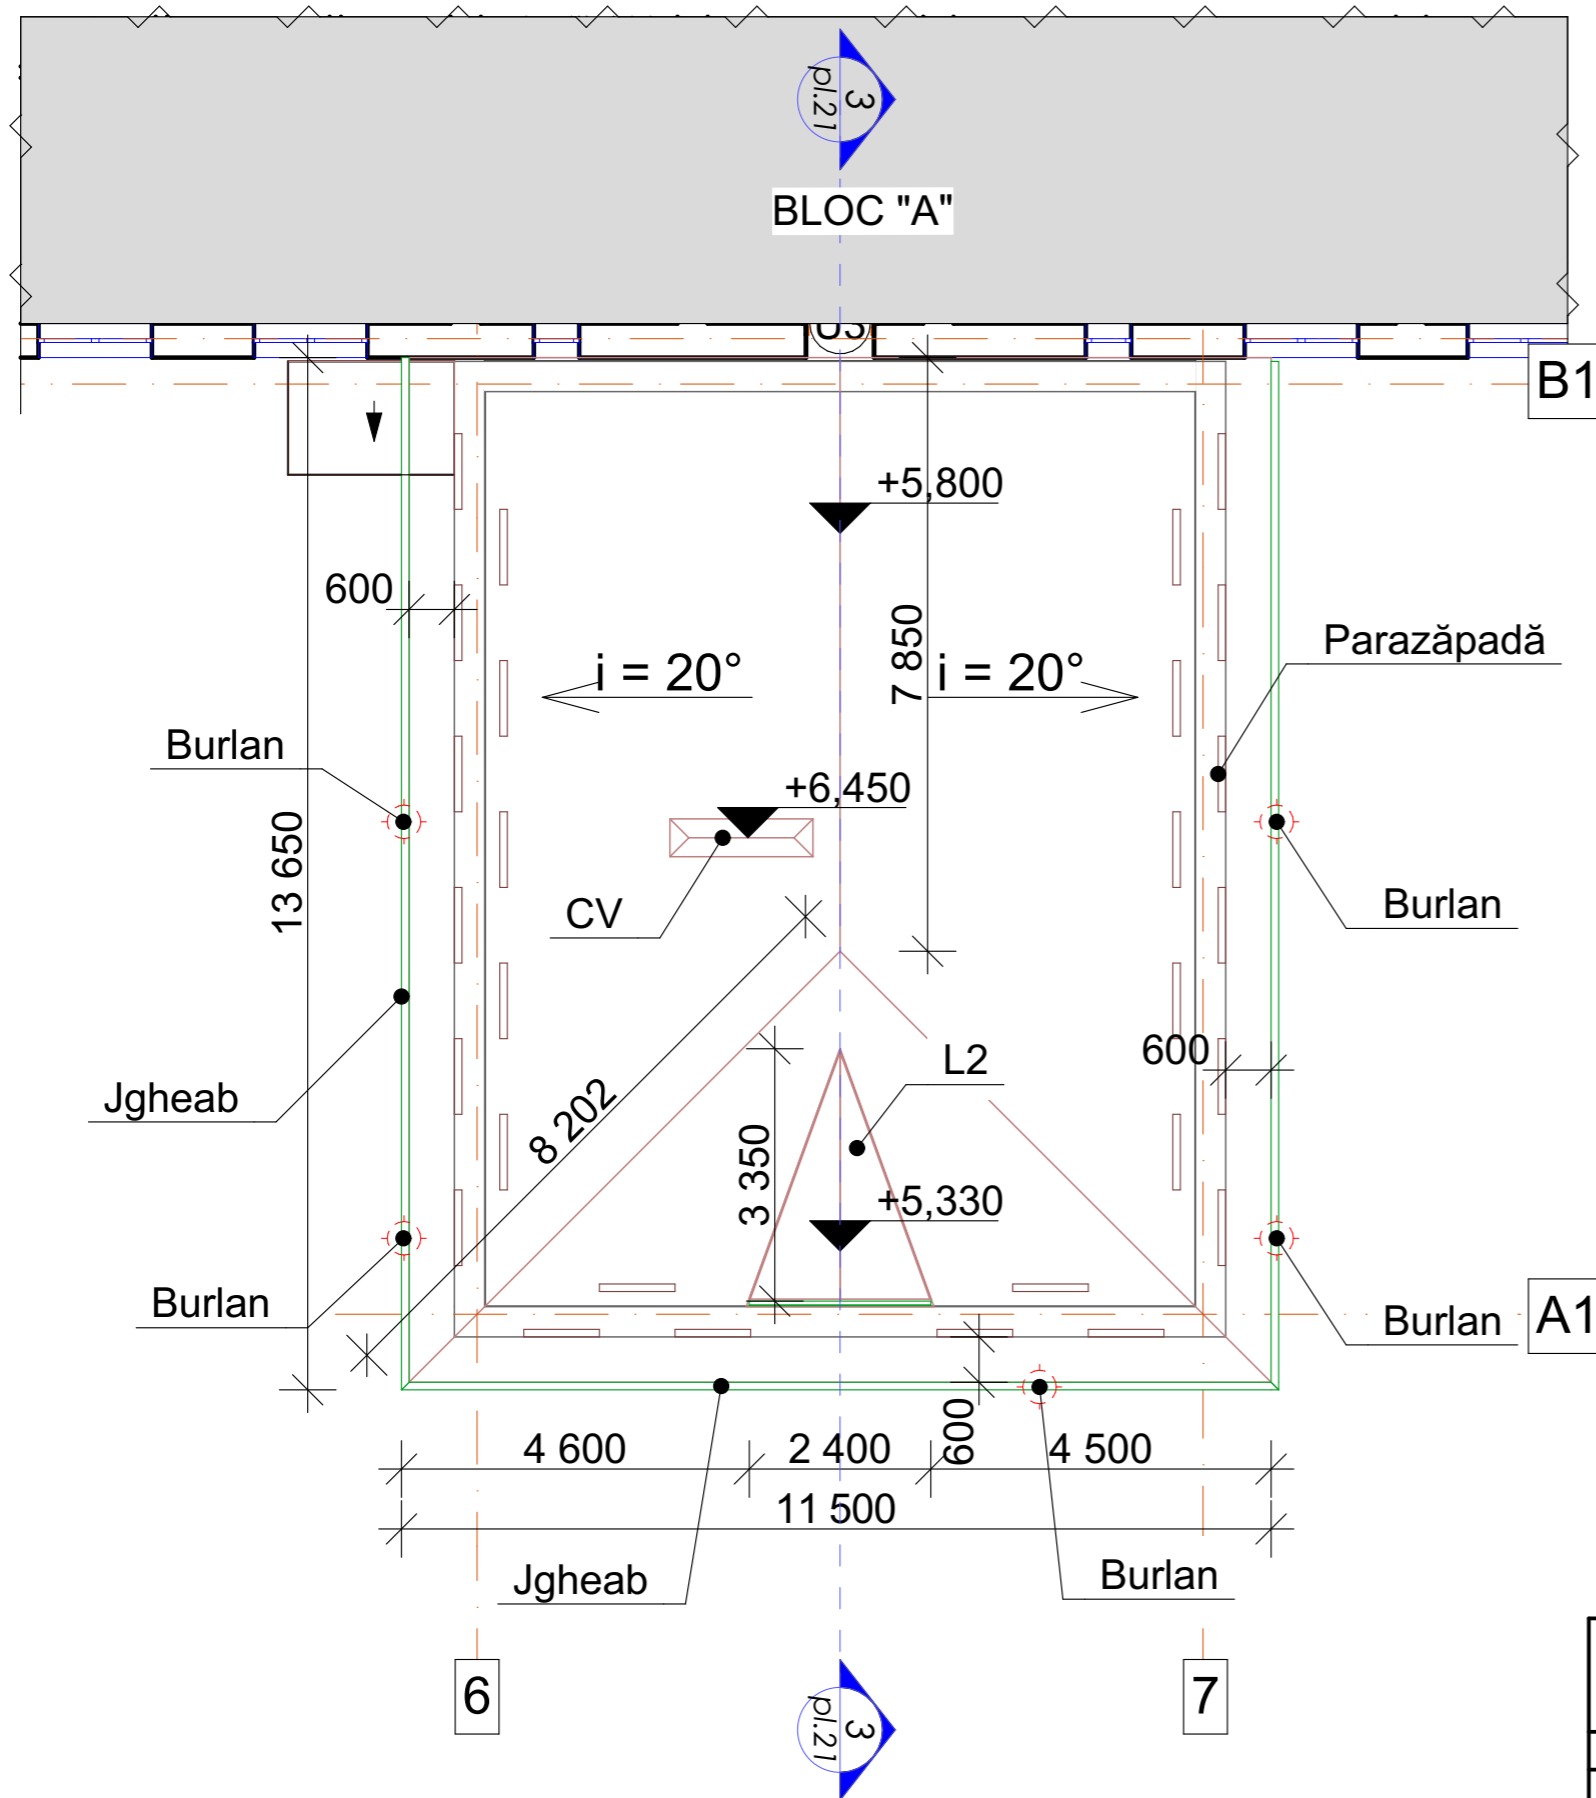 3
pl.21
BLOC "A"
U3
B1
+5,800
600
7 850
i = 20°
i = 20°
Parazăpadă
Burlan
+6,450
13 650
CV
Burlan
8 202
L2
600
Jgheab
3 350
+5,330
Burlan
Burlan
A1
600
4 600
2 400
4 500
11 500
Jgheab
Burlan
6
7
3
pl.21